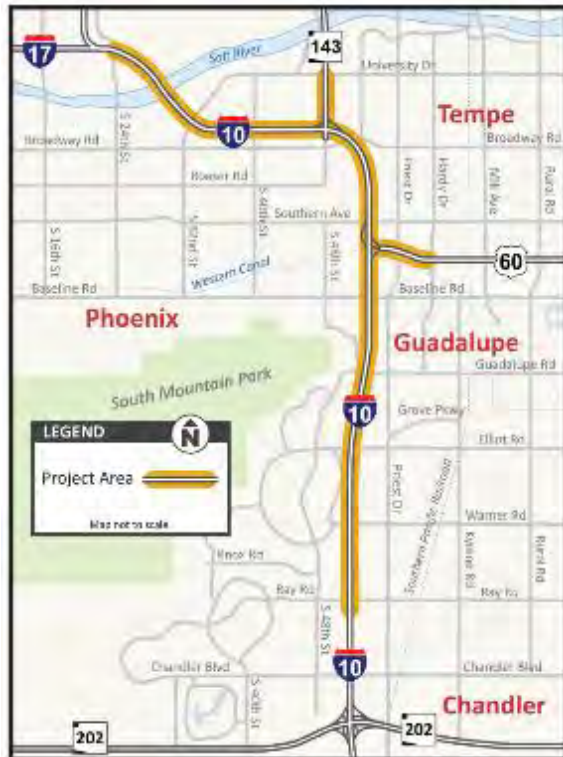 17
Salt River
143
University Dr
Tempe
S 24th St
10
Broadway Rd
Broadway Rd
Roeser Rd
Priest Dr
Hardy Dr
Mill Ave
Rural Rd
S 16th St
S 32nd St
S 40th St
Southern Ave
S 48th St
Western Canal
60
Baseline Rd
Baseline Rd
Phoenix
Guadalupe
Guadalupe Rd
South Mountain Park
10
Grove Pkwy
LEGEND
N
Elliot Rd
Project Area
Priest Dr
Southern Pacific Railroad
Warner Rd
Map not to scale
Knox Rd
Kyrene Rd
Rural Rd
Ray Rd
Ray Rd
S 48th St
10
Chandler Blvd
Chandler Blvd
S 40th St
Chandler
202
202